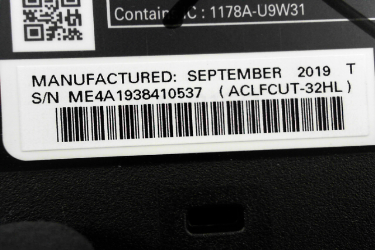 Contains IC : 1178A-U9W31
MANUFACTURED: SEPTEMBER 2019 T
S/N ME4A1938410537 (ACLFCUT-32HL)